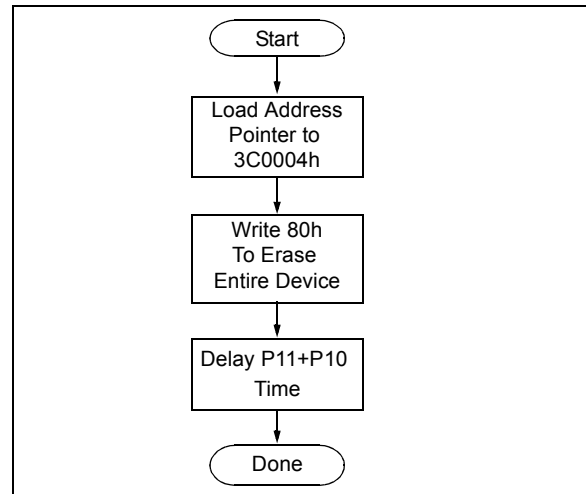 Start
Load Address
Pointer to
3C0004h
Write 80h
To Erase
Entire Device
Delay P11+P10
Time
Done